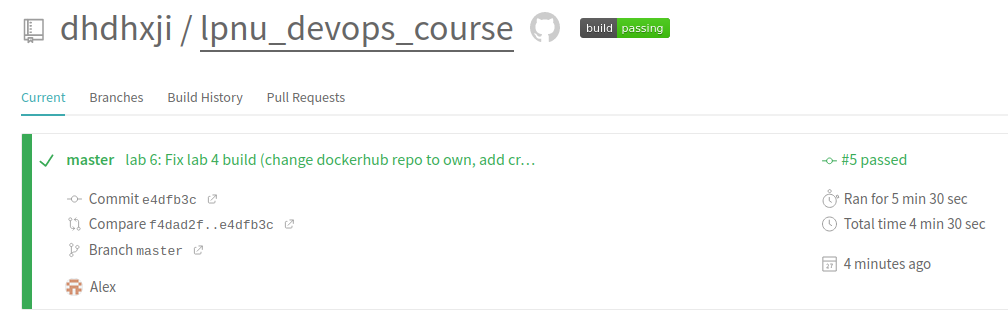 dhdhxji / lpnu_devops_course build passing
Current Branches Build History Pull Requests
master lab 6: Fix lab 4 build (change dockerhub repo to own, add cr… #5 passed
Commit e4dfb3c Ran for 5 min 30 sec
Compare f4dad2f..e4dfb3c Total time 4 min 30 sec
Branch master
4 minutes ago
Alex